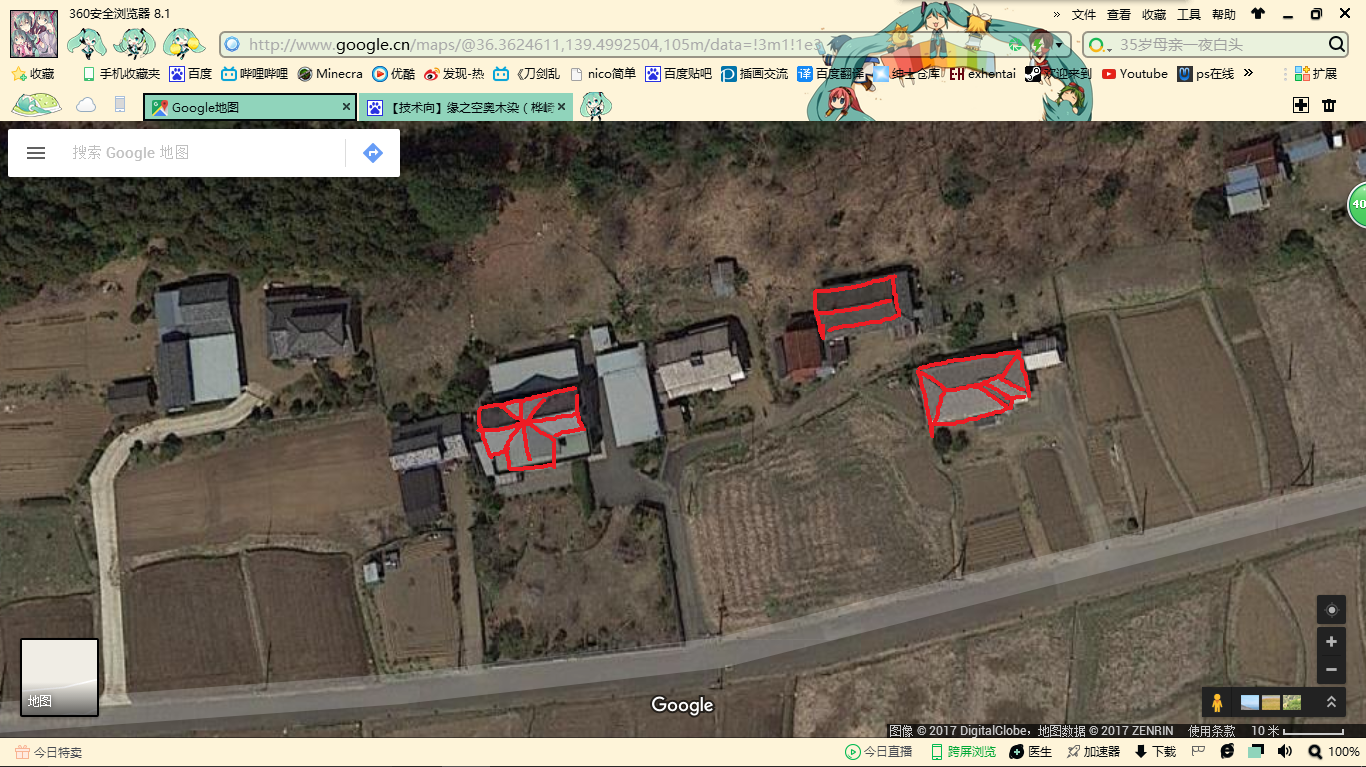 360安全浏览器 8.1
» 文件 查看 收藏 工具 帮助
http://www.google.cn/maps/@36.3624611,139.4992504,105m/data=!3m1!1e3
35岁母亲一夜白头
收藏 手机收藏夹 百度 哔哩哔哩 Minecra 优酷 发现-热 《刀剑乱 nico简单 百度贴吧 插画交流 百度翻译 绅士仓库 exhentai 欢迎来到 Youtube ps在线 » 扩展
Google地图
【技术向】缘之空奥木染（桦崎
搜索 Google 地图
40
地图
Google
图像 © 2017 DigitalGlobe，地图数据 © 2017 ZENRIN 使用条款 10 米
今日特卖
今日直播 跨屏浏览 医生 加速器 下载 100%